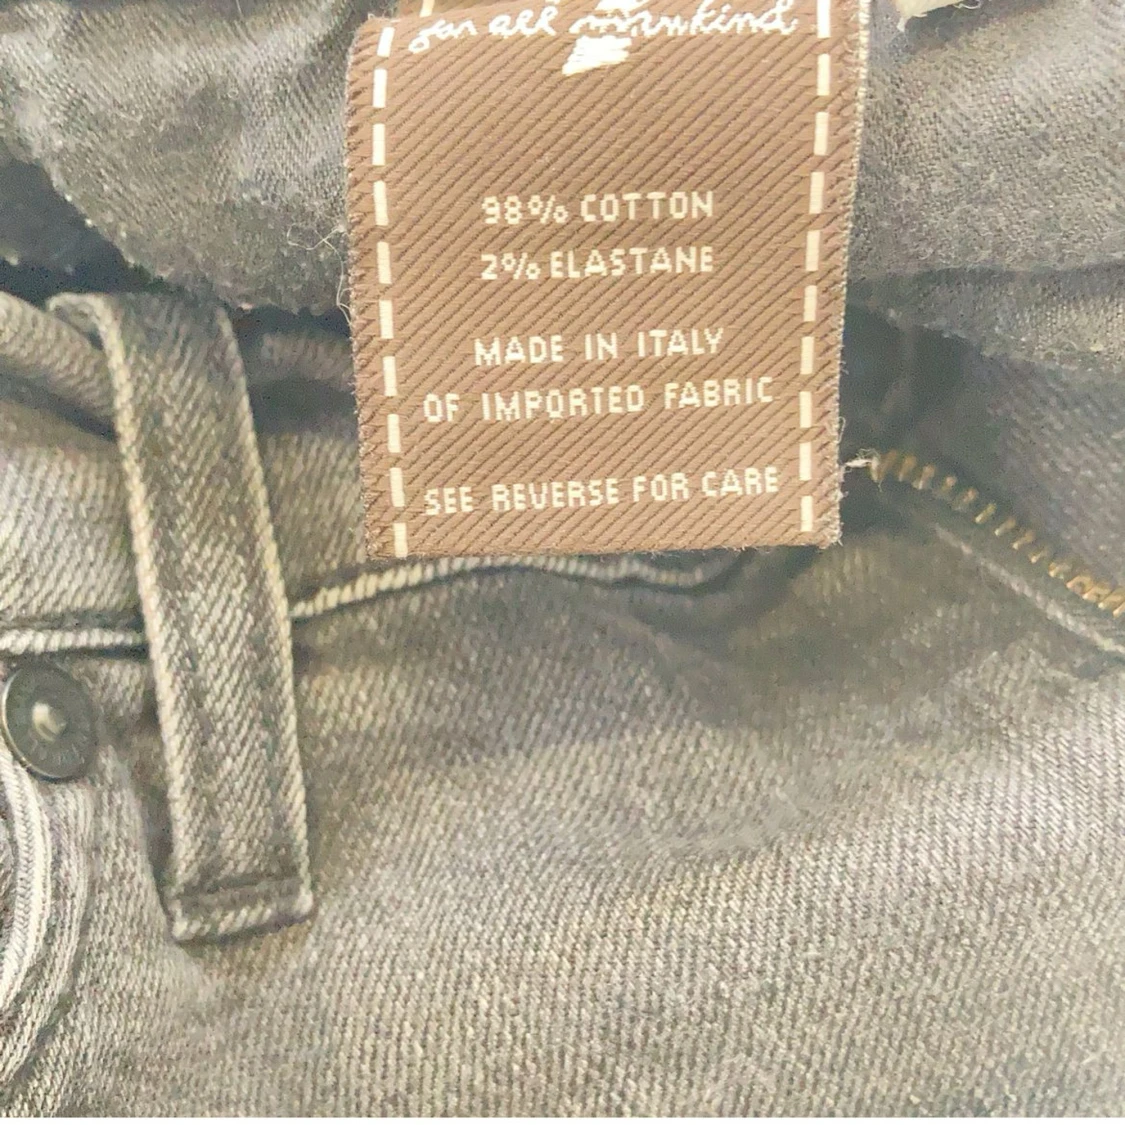 for all mankind
98% COTTON
2% ELASTANE
MADE IN ITALY
OF IMPORTED FABRIC
SEE REVERSE FOR CARE